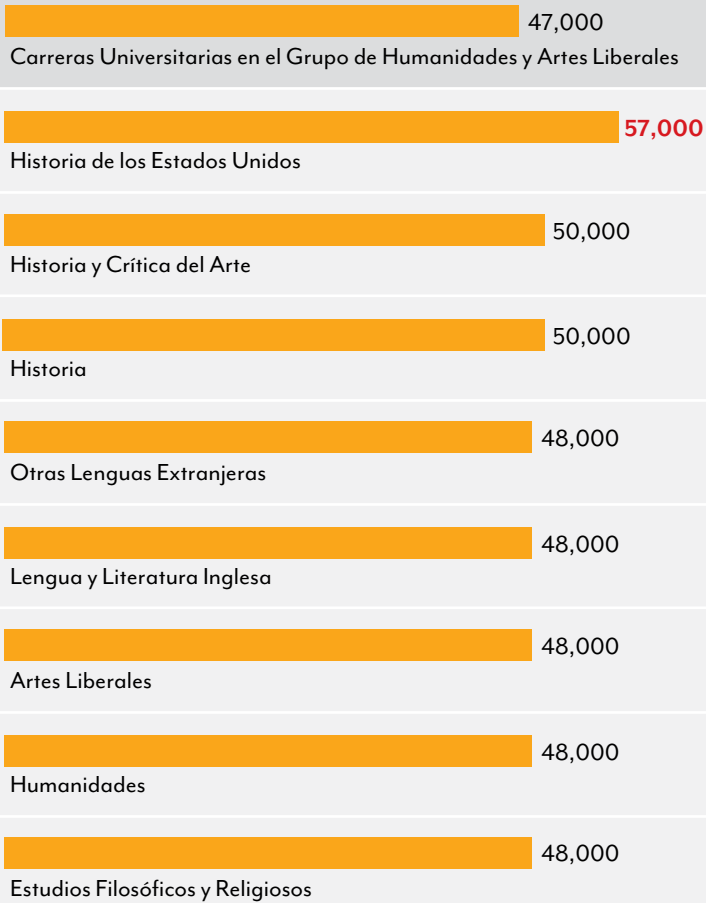 47,000
Carreras Universitarias en el Grupo de Humanidades y Artes Liberales
57,000
Historia de los Estados Unidos
50,000
Historia y Crítica del Arte
50,000
Historia
48,000
Otras Lenguas Extranjeras
48,000
Lengua y Literatura Inglesa
48,000
Artes Liberales
48,000
Humanidades
48,000
Estudios Filosóficos y Religiosos